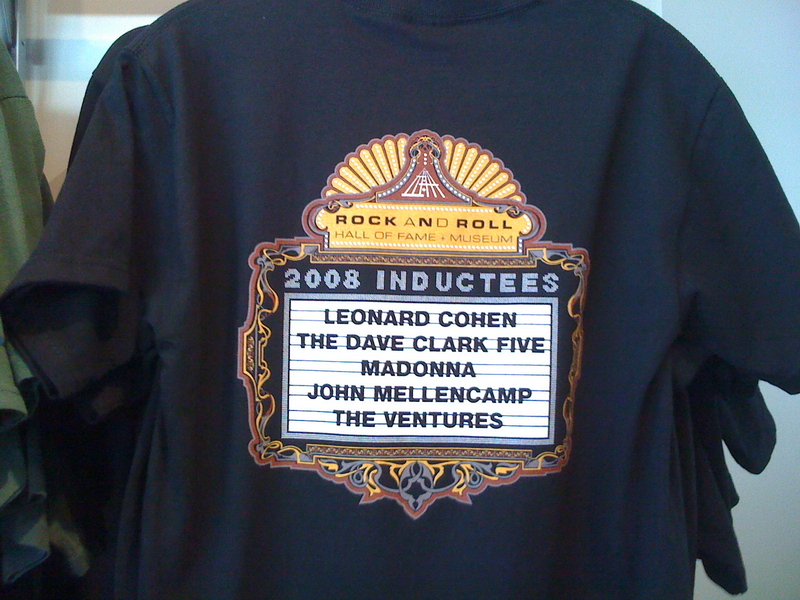 ROCK AND ROLL
HALL OF FAME + MUSEUM
2008 INDUCTEES
LEONARD COHEN
THE DAVE CLARK FIVE
MADONNA
JOHN MELLENCAMP
THE VENTURES